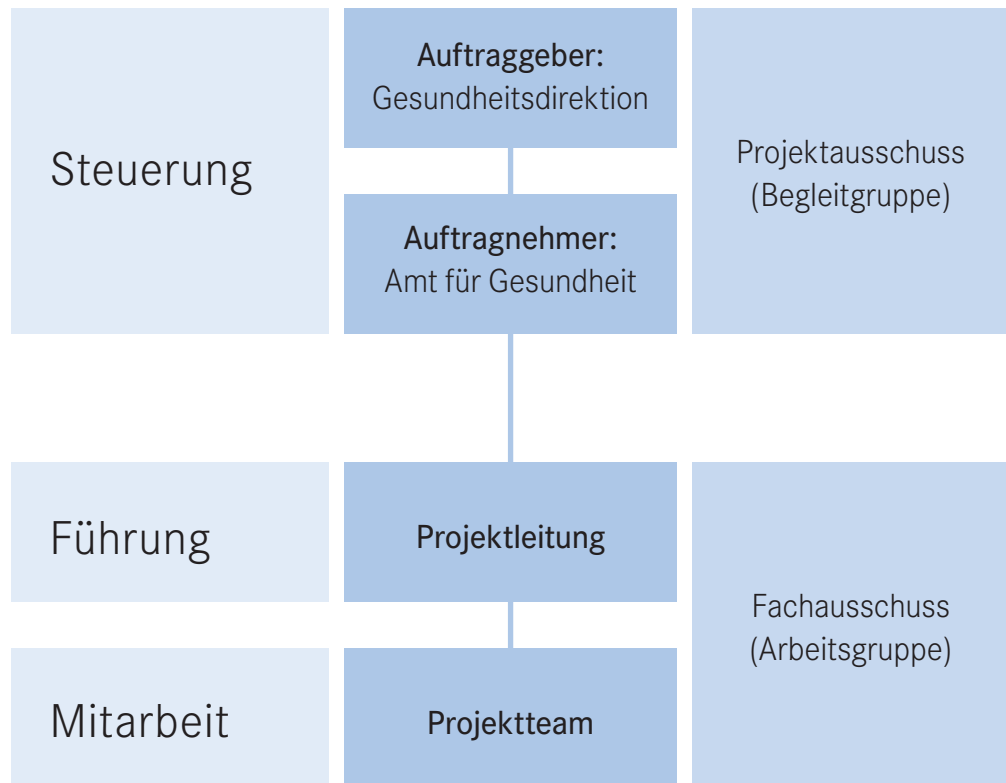 Steuerung
Auftraggeber:
Gesundheitsdirektion
Auftragnehmer:
Amt für Gesundheit
Projektausschuss
(Begleitgruppe)
Führung
Projektleitung
Fachausschuss
(Arbeitsgruppe)
Mitarbeit
Projektteam